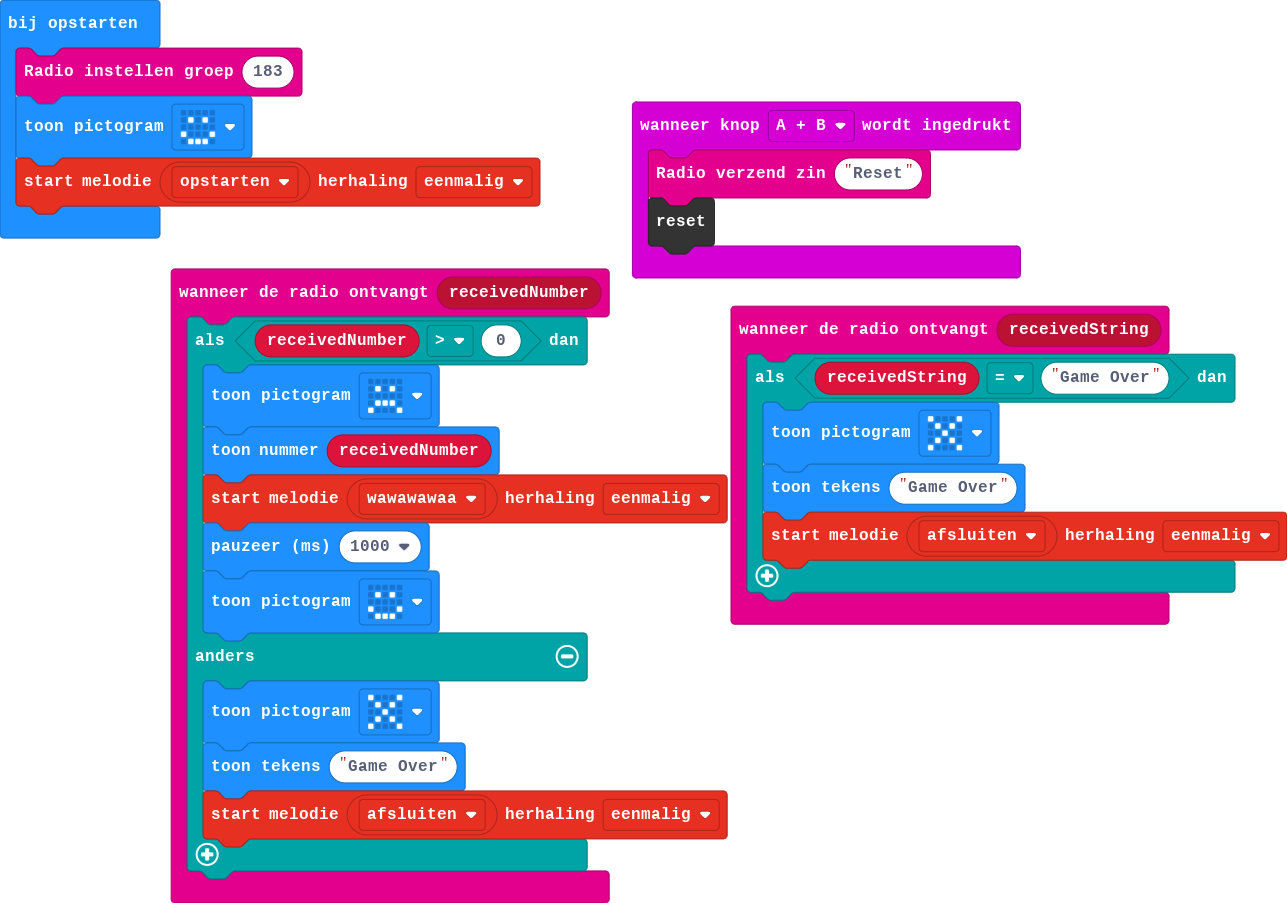 bij opstarten
Radio instellen groep 183
toon pictogram
start melodie opstarten herhaling eenmalig
wanneer knop A + B wordt ingedrukt
Radio verzend zin "Reset"
reset
wanneer de radio ontvangt receivedNumber
als receivedNumber > 0 dan
toon pictogram
toon nummer receivedNumber
start melodie wawawawaa herhaling eenmalig
pauzeer (ms) 1000
toon pictogram
anders
toon pictogram
toon tekens "Game Over"
start melodie afsluiten herhaling eenmalig
wanneer de radio ontvangt receivedString
als receivedString = "Game Over" dan
toon pictogram
toon tekens "Game Over"
start melodie afsluiten herhaling eenmalig